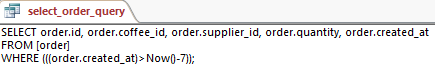 select_order_query
SELECT order.id, order.coffee_id, order.supplier_id, order.quantity, order.created_at
FROM [order]
WHERE (((order.created_at)>Now()-7));